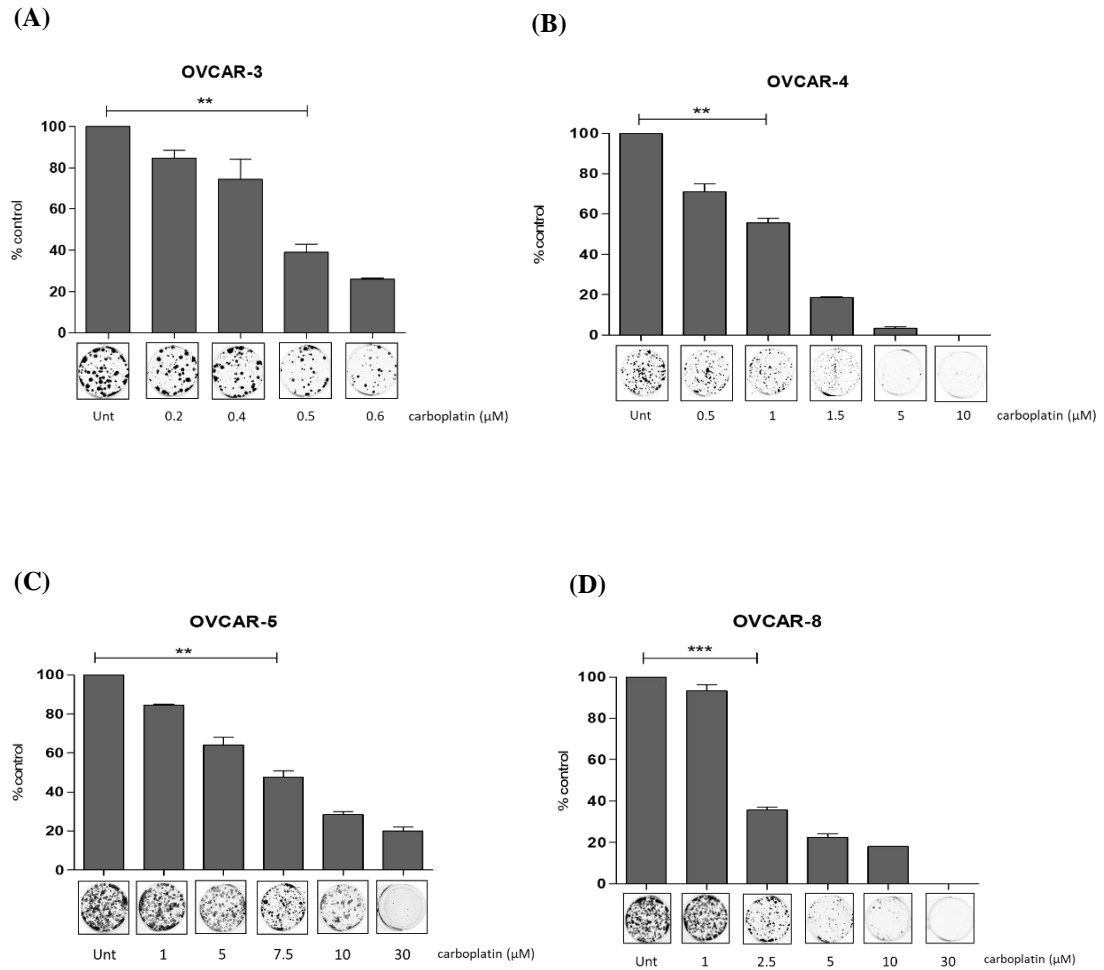 (A)
OVCAR-3
**
100
80
60
40
20
0
% control
Unt 0.2 0.4 0.5 0.6 carboplatin (µM)
(B)
OVCAR-4
**
100
80
60
40
20
0
% control
Unt 0.5 1 1.5 5 10 carboplatin (µM)
(C)
OVCAR-5
**
100
80
60
40
20
0
% control
Unt 1 5 7.5 10 30 carboplatin (µM)
(D)
OVCAR-8
***
100
80
60
40
20
0
% control
Unt 1 2.5 5 10 30 carboplatin (µM)